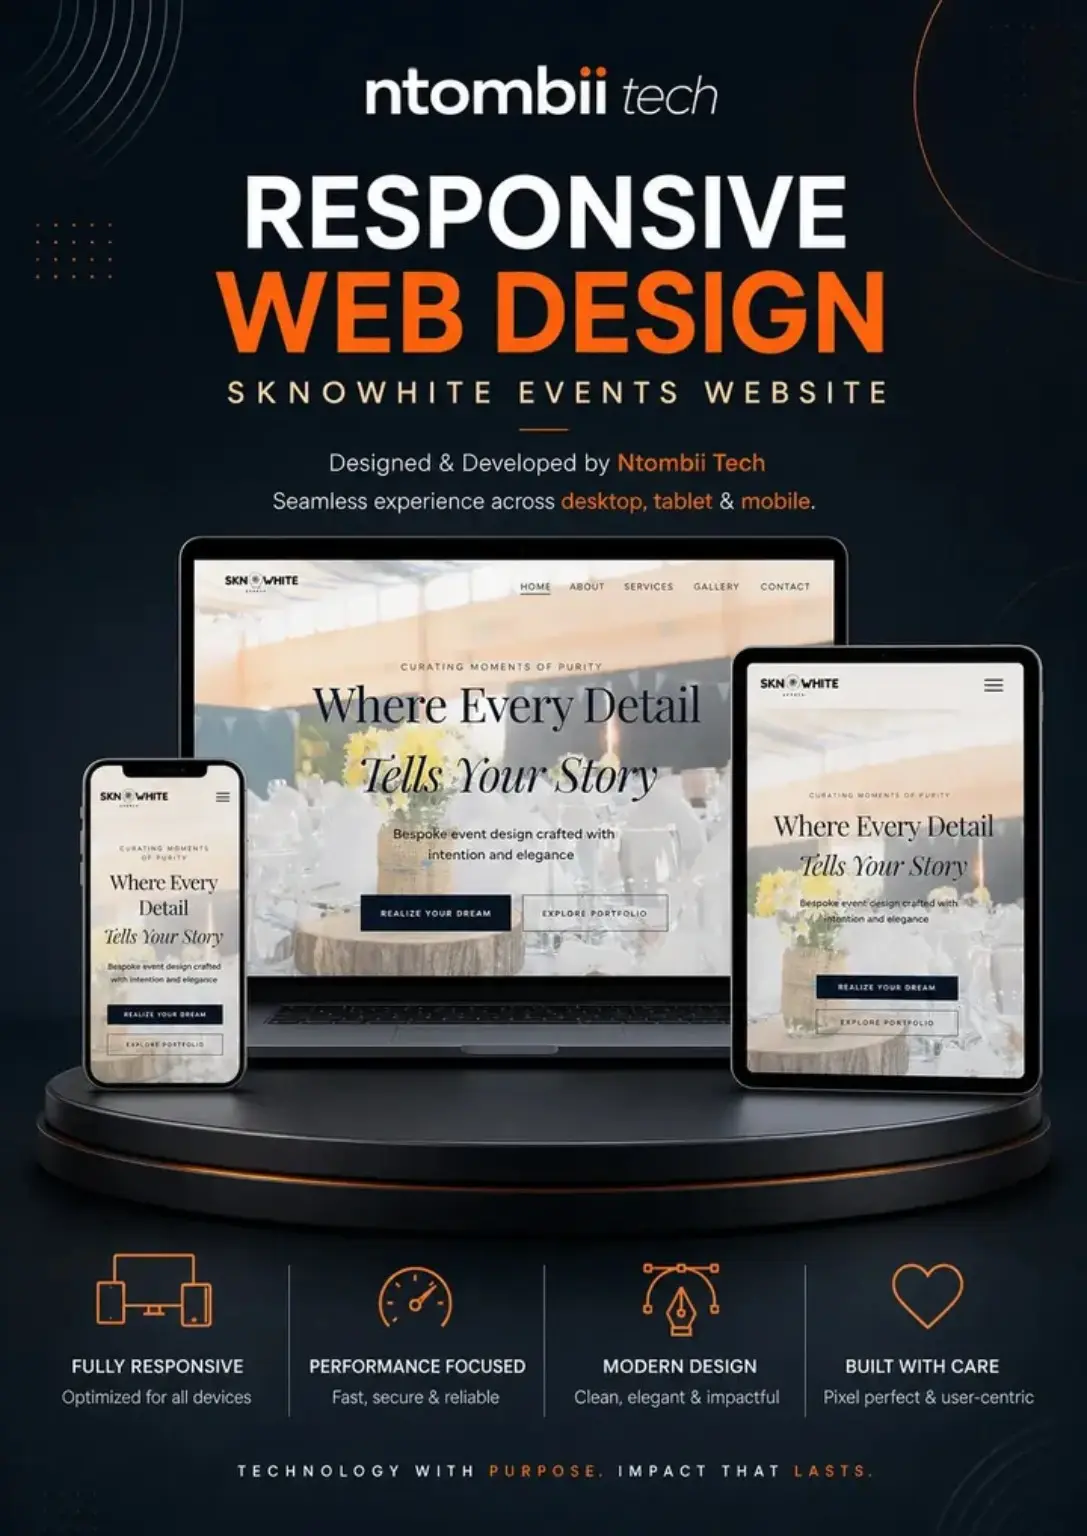 ntombii tech
RESPONSIVE
WEB DESIGN
SKNOWHITE EVENTS WEBSITE
Designed & Developed by Ntombii Tech
Seamless experience across desktop, tablet & mobile.
SKNOWHITE
HOME ABOUT SERVICES GALLERY CONTACT
CURATING MOMENTS OF PURITY
Where Every Detail
Tells Your Story
Bespoke event design crafted with
intention and elegance
REALIZE YOUR DREAM EXPLORE PORTFOLIO
SKNOWHITE
CURATING MOMENTS OF PURITY
Where Every Detail
Tells Your Story
Bespoke event design crafted with
intention and elegance
REALIZE YOUR DREAM
EXPLORE PORTFOLIO
SKNOWHITE
CURATING MOMENTS
OF PURITY
Where Every
Detail
Tells Your Story
Bespoke event design crafted
with intention and elegance
REALIZE YOUR DREAM
EXPLORE PORTFOLIO
FULLY RESPONSIVE
Optimized for all devices
PERFORMANCE FOCUSED
Fast, secure & reliable
MODERN DESIGN
Clean, elegant & impactful
BUILT WITH CARE
Pixel perfect & user-centric
TECHNOLOGY WITH PURPOSE. IMPACT THAT LASTS.